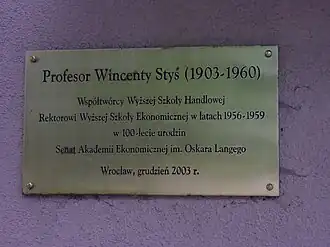 Profesor Wincenty Styś (1903-1960)
Współtwórcy Wyższej Szkoły Handlowej
Rektorowi Wyższej Szkoły Ekonomicznej w latach 1956-1959
w 100-lecie urodzin
Senat Akademii Ekonomicznej im. Oskara Langego
Wrocław, grudzień 2003 r.